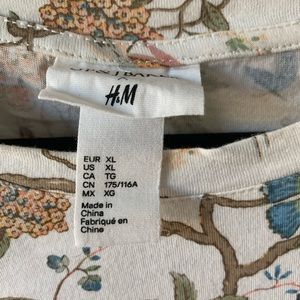 H&M
EUR XL
US XL
CA TG
CN 175/116A
MX XG
Made in
China
Fabriqué en
Chine